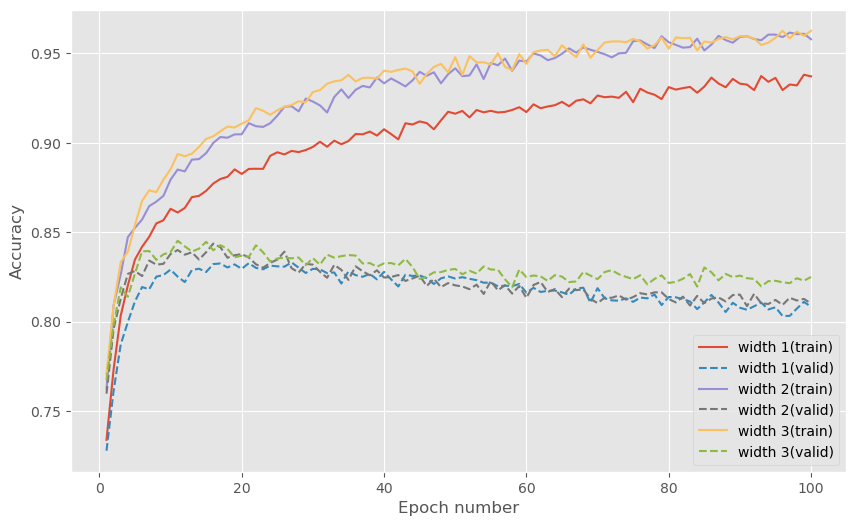 0.95
0.90
0.85
0.80
0.75
Accuracy
0 20 40 60 80 100
Epoch number
width 1(train)
width 1(valid)
width 2(train)
width 2(valid)
width 3(train)
width 3(valid)